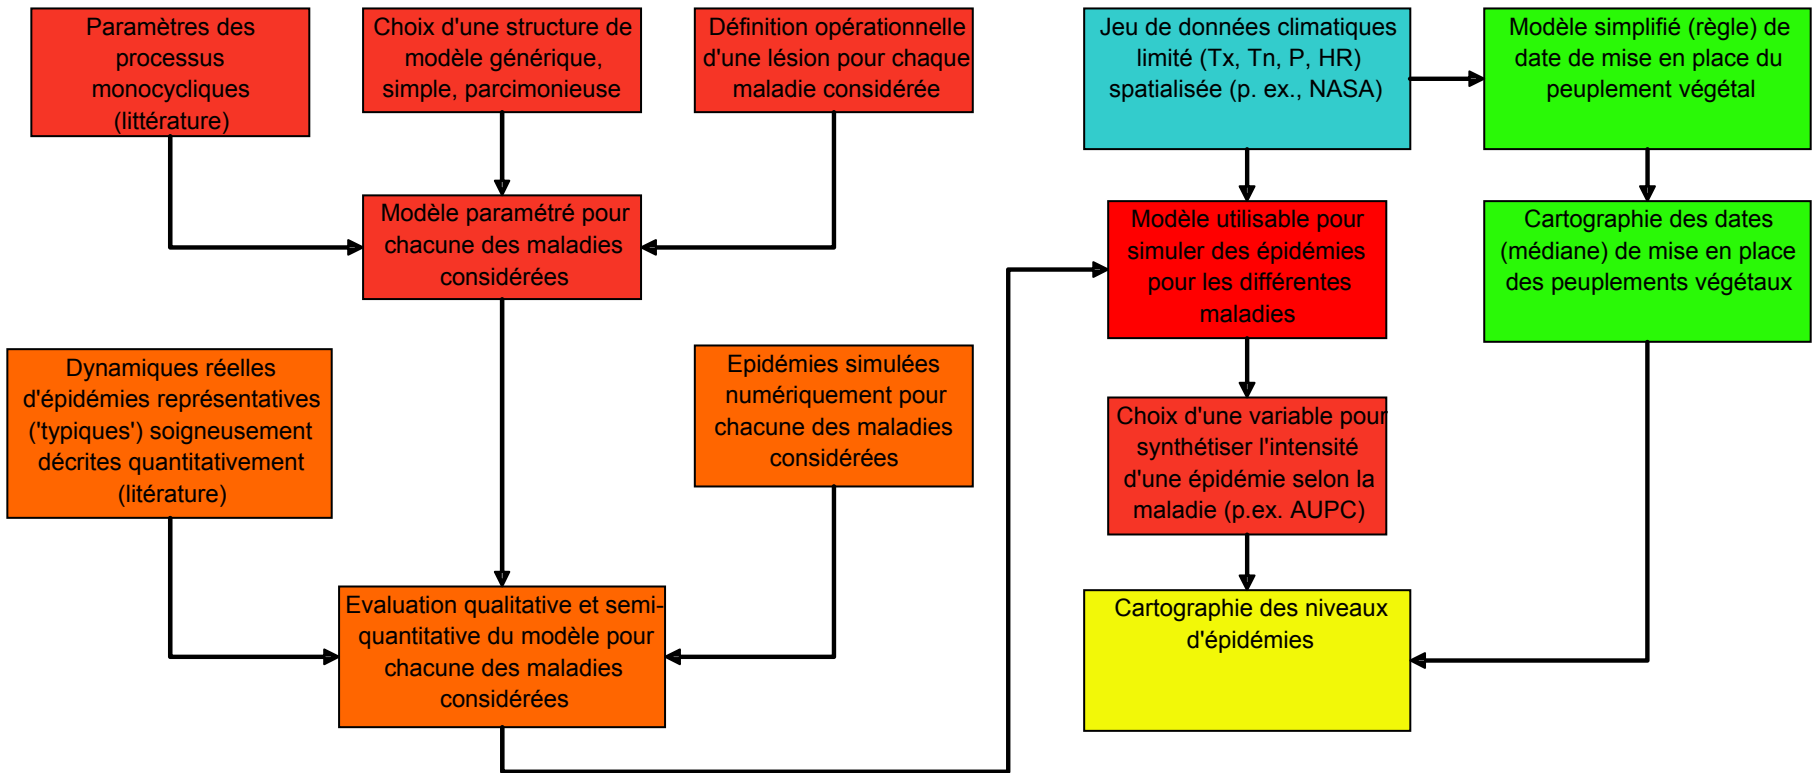 Paramètres des
processus
monocycliques
(littérature)
Choix d'une structure de
modèle générique,
simple, parcimonieuse
Définition opérationnelle
d'une lésion pour chaque
maladie considérée
Jeu de données climatiques
limité (Tx, Tn, P, HR)
spatialisée (p. ex., NASA)
Modèle simplifié (règle) de
date de mise en place du
peuplement végétal
Modèle paramétré pour
chacune des maladies
considérées
Modèle utilisable pour
simuler des épidémies
pour les différentes
maladies
Cartographie des dates
(médiane) de mise en place
des peuplements végétaux
Dynamiques réelles
d'épidémies représentatives
('typiques') soigneusement
décrites quantitativement
(litérature)
Epidémies simulées
numériquement pour
chacune des maladies
considérées
Choix d'une variable pour
synthétiser l'intensité
d'une épidémie selon la
maladie (p.ex. AUPC)
Evaluation qualitative et semi-
quantitative du modèle pour
chacune des maladies
considérées
Cartographie des niveaux
d'épidémies